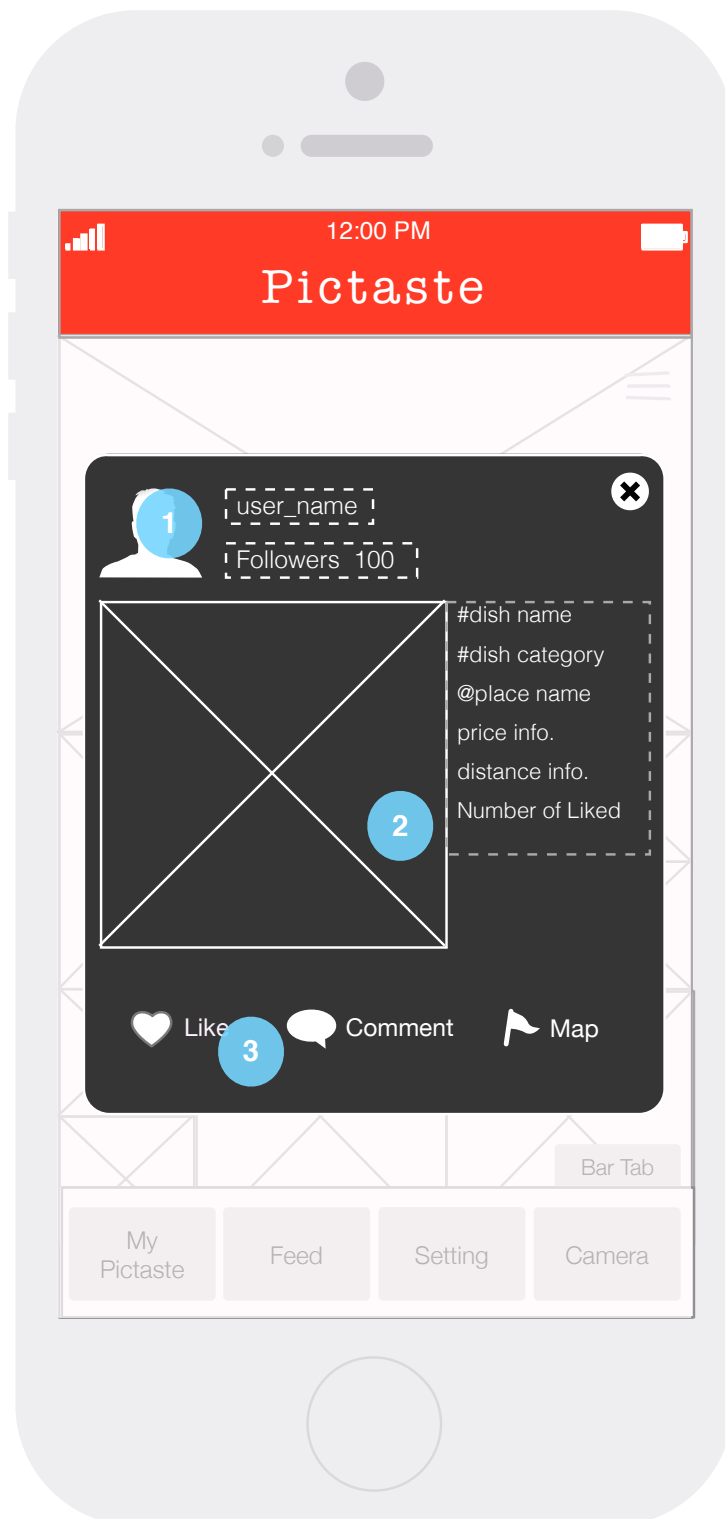 12:00 PM
Pictaste
1
user_name
Followers 100
#dish name
#dish category
@place name
price info.
distance info.
Number of Liked
2
Like
3
Comment
Map
Bar Tab
My
Pictaste
Feed
Setting
Camera